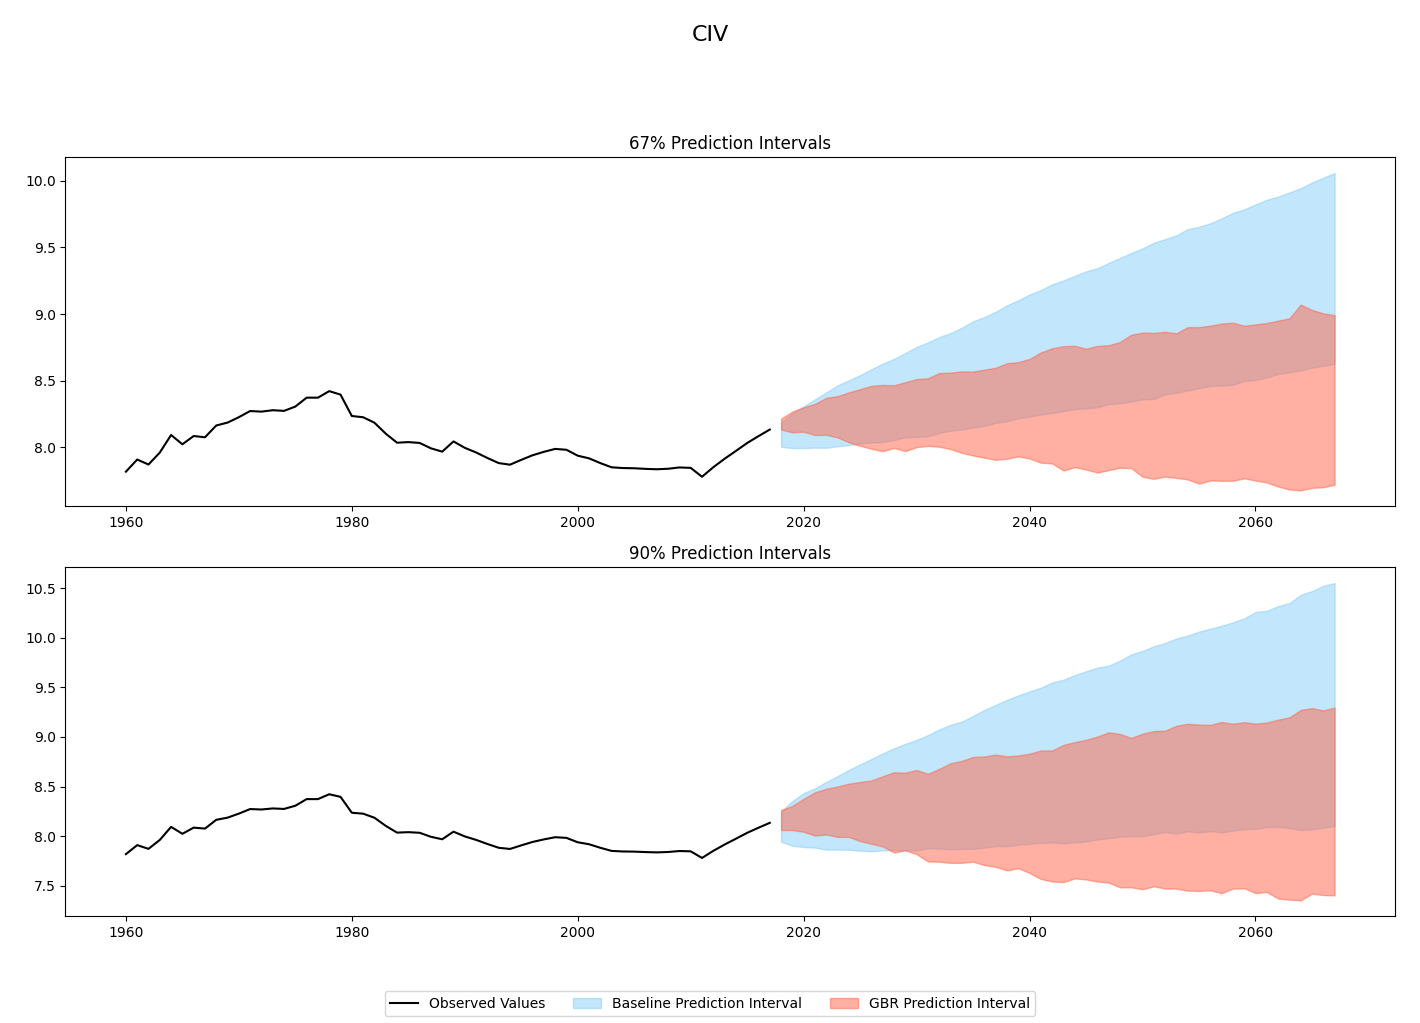 CIV
67% Prediction Intervals
10.0
9.5
9.0
8.5
8.0
1960 1980 2000 2020 2040 2060
90% Prediction Intervals
10.5
10.0
9.5
9.0
8.5
8.0
7.5
1960 1980 2000 2020 2040 2060
Observed Values Baseline Prediction Interval GBR Prediction Interval